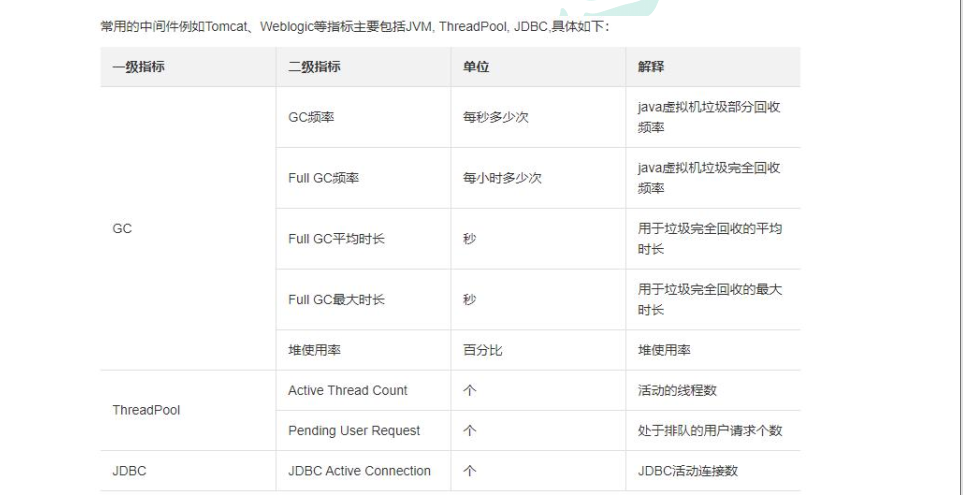 常用的中间件例如Tomcat、Weblogic等指标主要包括JVM, ThreadPool, JDBC,具体如下：
一级指标 二级指标 单位 解释
GC
GC频率 每秒多少次 java虚拟机垃圾部分回收
频率
Full GC频率 每小时多少次 java虚拟机垃圾完全回收
频率
Full GC平均时长 秒 用于垃圾完全回收的平均
时长
Full GC最大时长 秒 用于垃圾完全回收的最大
时长
堆使用率 百分比 堆使用率
ThreadPool
Active Thread Count 个 活动的线程数
Pending User Request 个 处于排队的用户请求个数
JDBC JDBC Active Connection 个 JDBC活动连接数